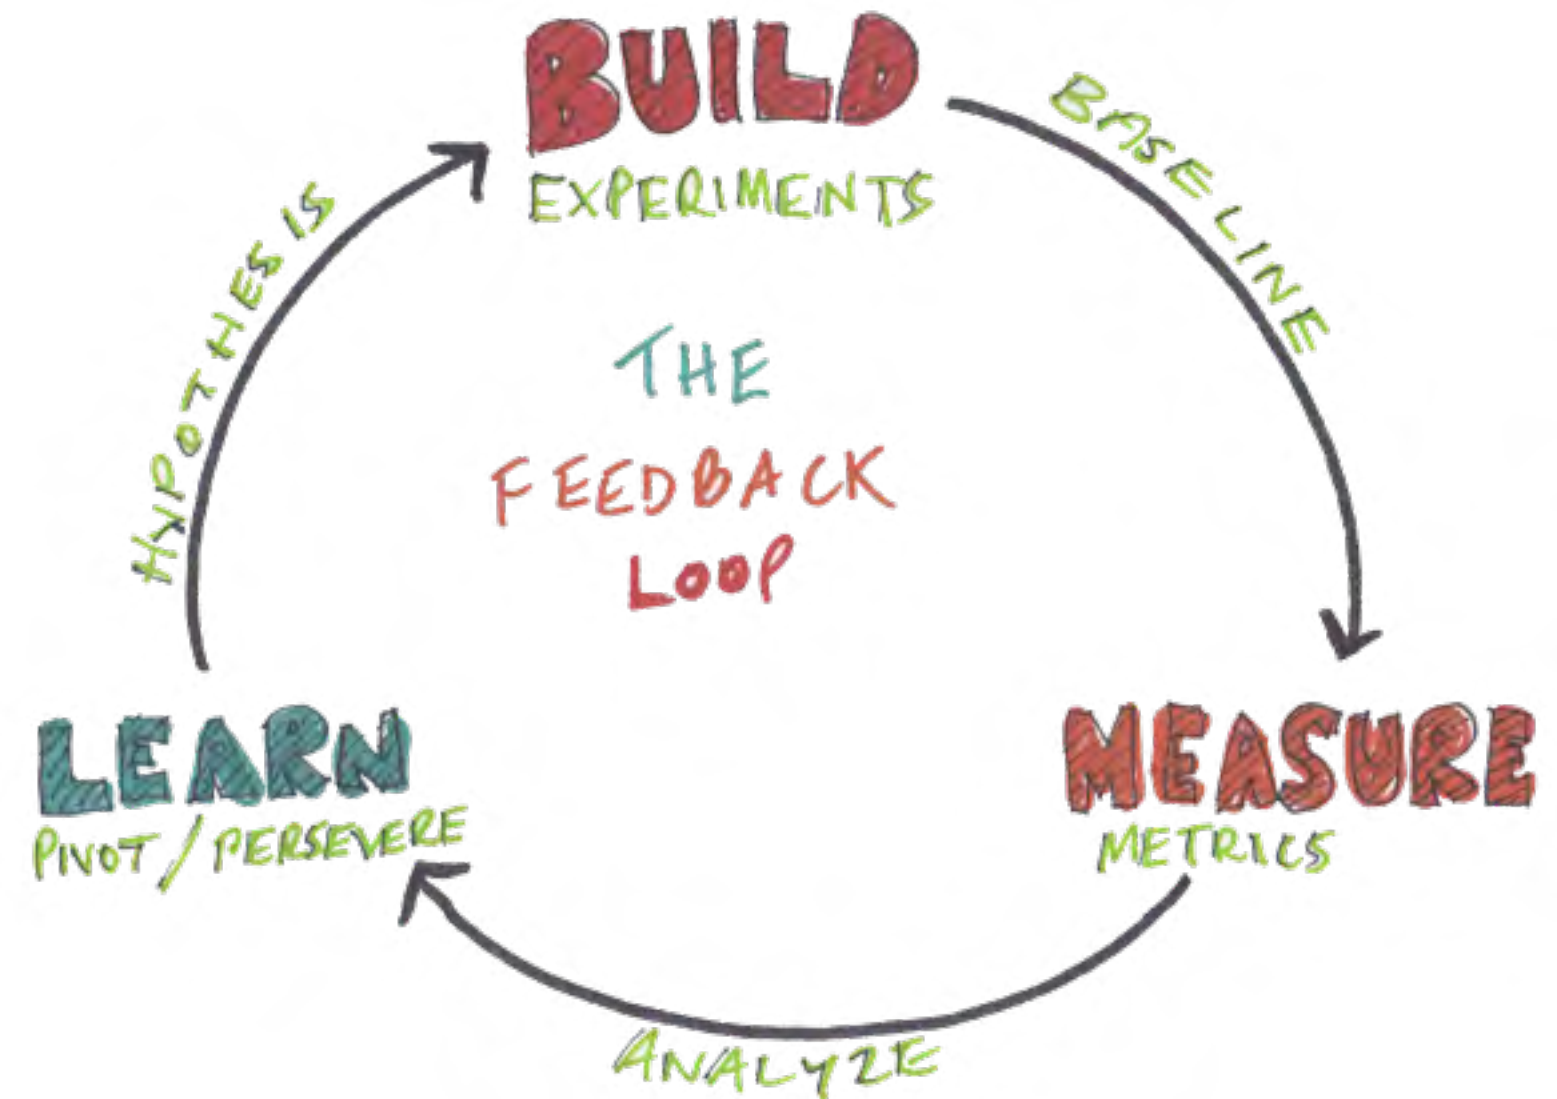 BUILD
EXPERIMENTS
BASELINE
HYPOTHESIS
THE
FEEDBACK
LOOP
LEARN
PIVOT / PERSEVERE
MEASURE
METRICS
ANALYZE